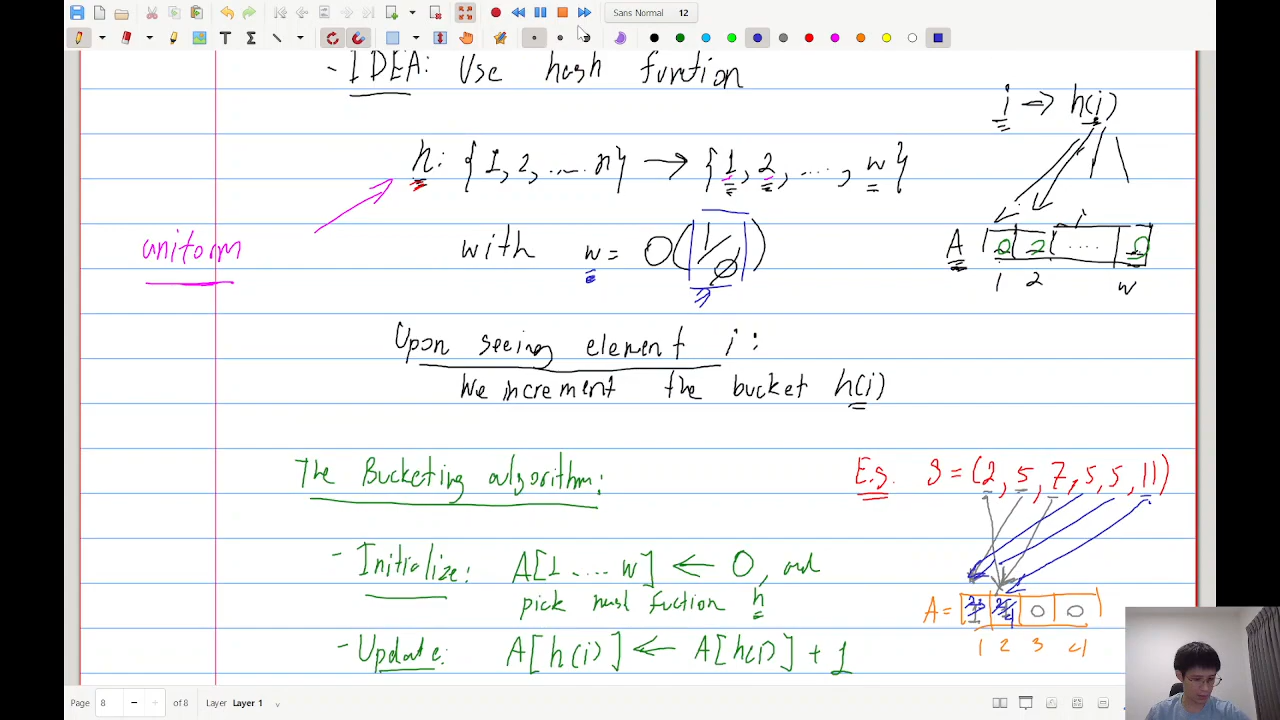 Sans Normal 12
- IDEA: Use hash function
i => h(i)
h: {1, 2, .... n} → {1, 2, ...., w}
uniform
with w = O(1/Ø)
A 0 2 .... 0
1 2 w
Upon seeing element i:
We increment the bucket h(i)
The Bucketing algorithm:
E.g. S = (2, 5, 7, 5, 5, 11)
- Initialize: A[1 .... w] ← 0, and
pick hash fuction h
A = 0 0
1 2 3 4
- Update: A[h(i)] ← A[h(i)] + 1
Page 8 of 8 Layer Layer 1